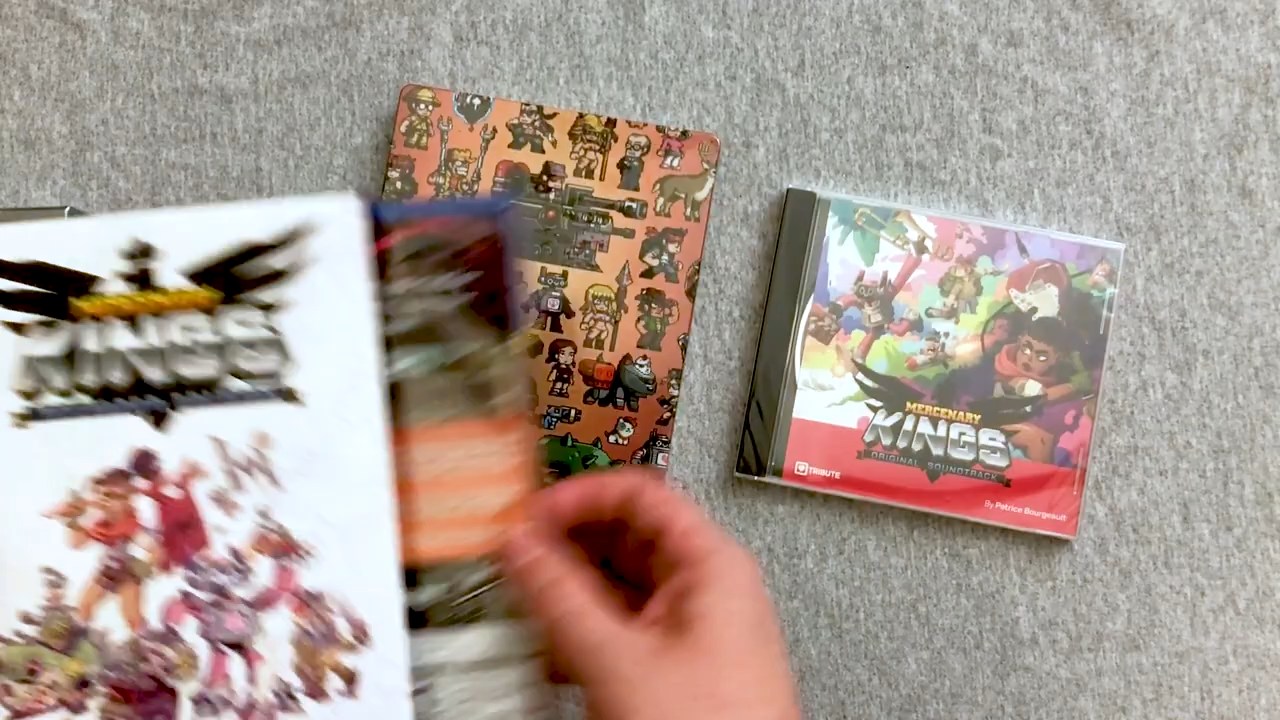 KINGS
MERCENARY
KINGS
ORIGINAL SOUNDTRACK
TRIBUTE
By Patrice Bourgeault